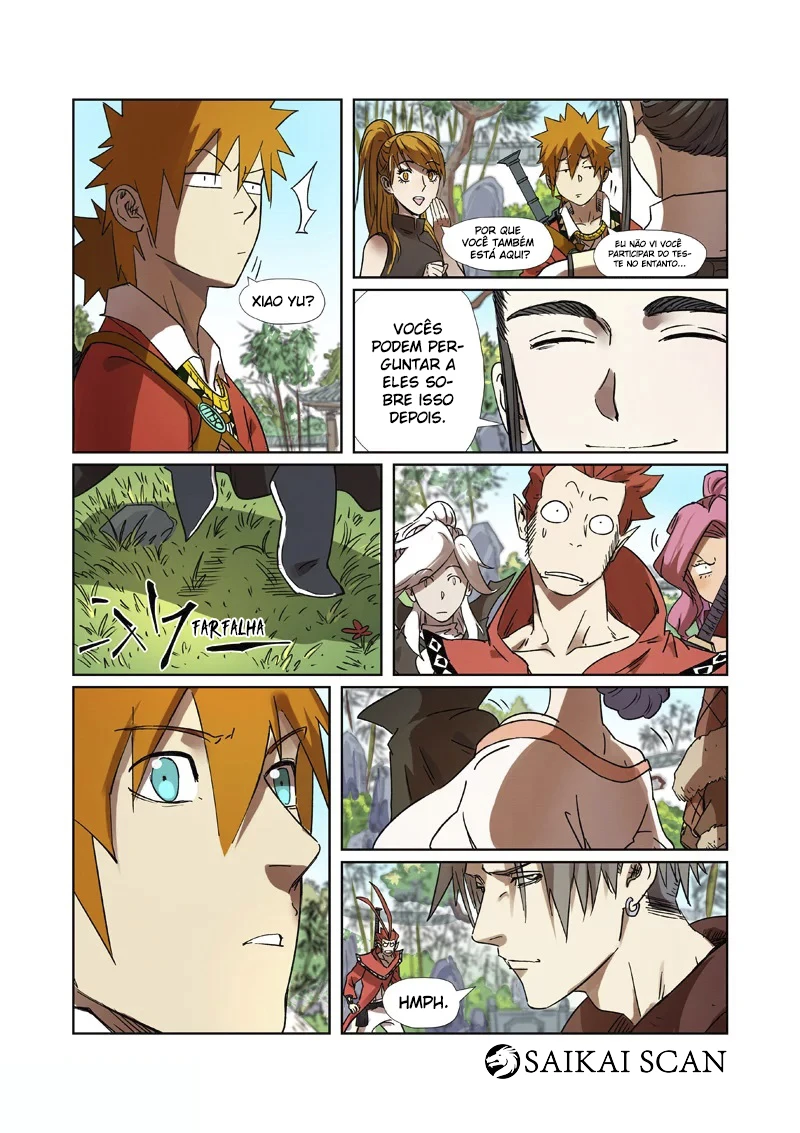 XIAO YU?
POR QUE
VOCÊ TAMBÉM
ESTÁ AQUI?
EU NÃO VI VOCÊ
PARTICIPAR DO TES-
TE NO ENTANTO...
VOCÊS
PODEM PER-
GUNTAR A
ELES SO-
BRE ISSO
DEPOIS.
FARFALHA
HMPH.
SAIKAI SCAN